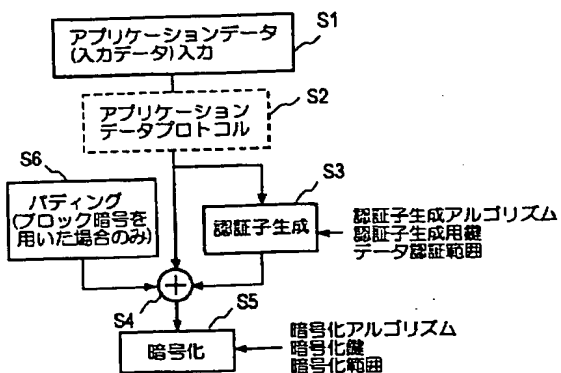 アプリケーションデータ
(入力データ)入力
S1
アプリケーション
データプロトコル
S2
S6
パディング
(ブロック暗号を
用いた場合のみ)
S3
認証子生成
認証子生成アルゴリズム
認証子生成用鍵
データ認証範囲
+
S4
S5
暗号化
暗号化アルゴリズム
暗号化鍵
暗号化範囲